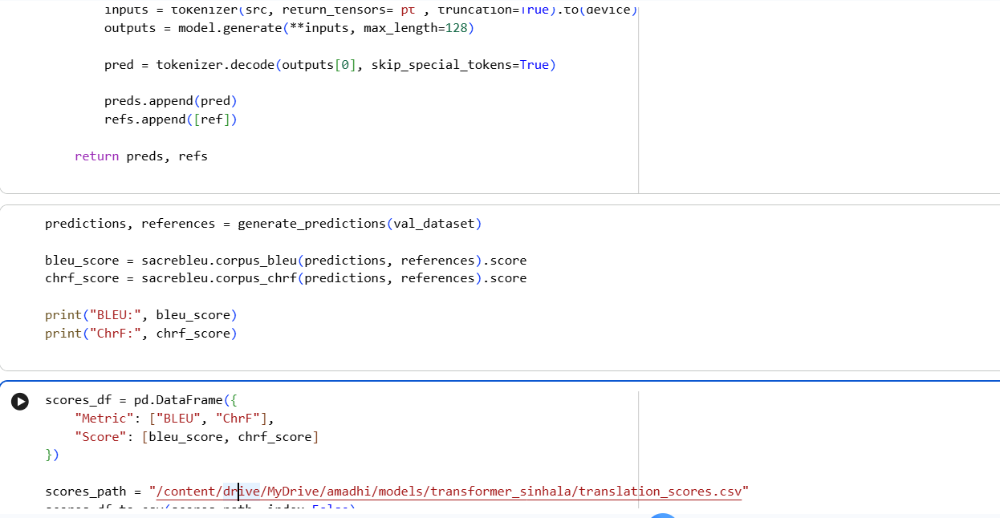 inputs = tokenizer(src, return_tensors="pt", truncation=True).to(device)
outputs = model.generate(**inputs, max_length=128)
pred = tokenizer.decode(outputs[0], skip_special_tokens=True)
preds.append(pred)
refs.append([ref])
return preds, refs
predictions, references = generate_predictions(val_dataset)
bleu_score = sacrebleu.corpus_bleu(predictions, references).score
chrf_score = sacrebleu.corpus_chrf(predictions, references).score
print("BLEU:", bleu_score)
print("ChrF:", chrf_score)
scores_df = pd.DataFrame({
"Metric": ["BLEU", "ChrF"],
"Score": [bleu_score, chrf_score]
})
scores_path = "/content/drive/MyDrive/amadhi/models/transformer_sinhala/translation_scores.csv"
scores_df.to_csv(scores_path, index=False)